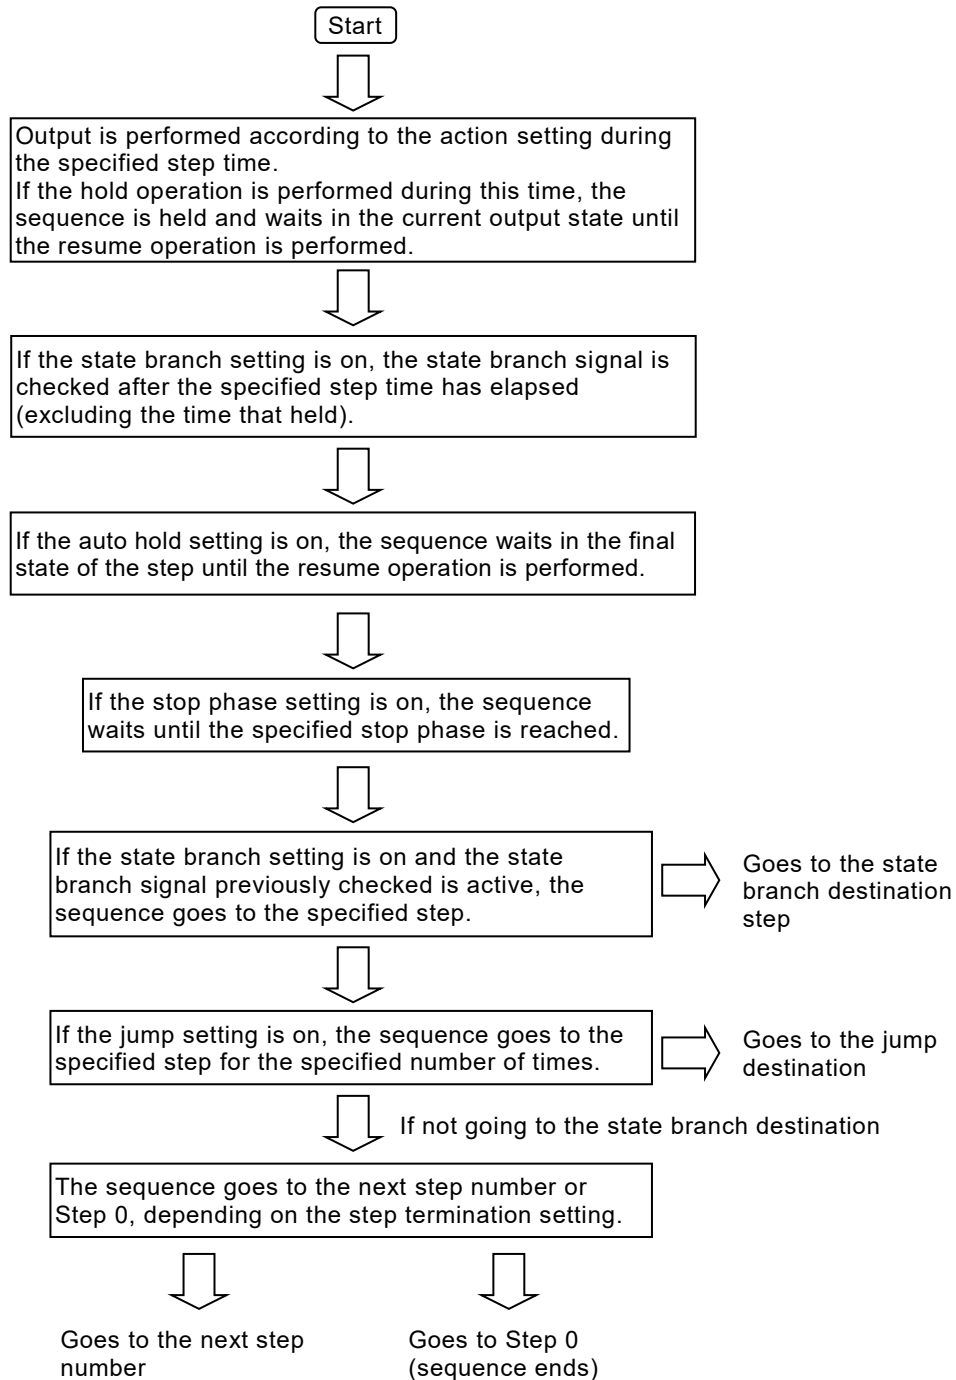 Start
Output is performed according to the action setting during
the specified step time.
If the hold operation is performed during this time, the
sequence is held and waits in the current output state until
the resume operation is performed.
If the state branch setting is on, the state branch signal is
checked after the specified step time has elapsed
(excluding the time that held).
If the auto hold setting is on, the sequence waits in the final
state of the step until the resume operation is performed.
If the stop phase setting is on, the sequence
waits until the specified stop phase is reached.
If the state branch setting is on and the state
branch signal previously checked is active, the
sequence goes to the specified step.
Goes to the state
branch destination
step
If the jump setting is on, the sequence goes to the
specified step for the specified number of times.
Goes to the jump
destination
If not going to the state branch destination
The sequence goes to the next step number or
Step 0, depending on the step termination setting.
Goes to the next step
number
Goes to Step 0
(sequence ends)